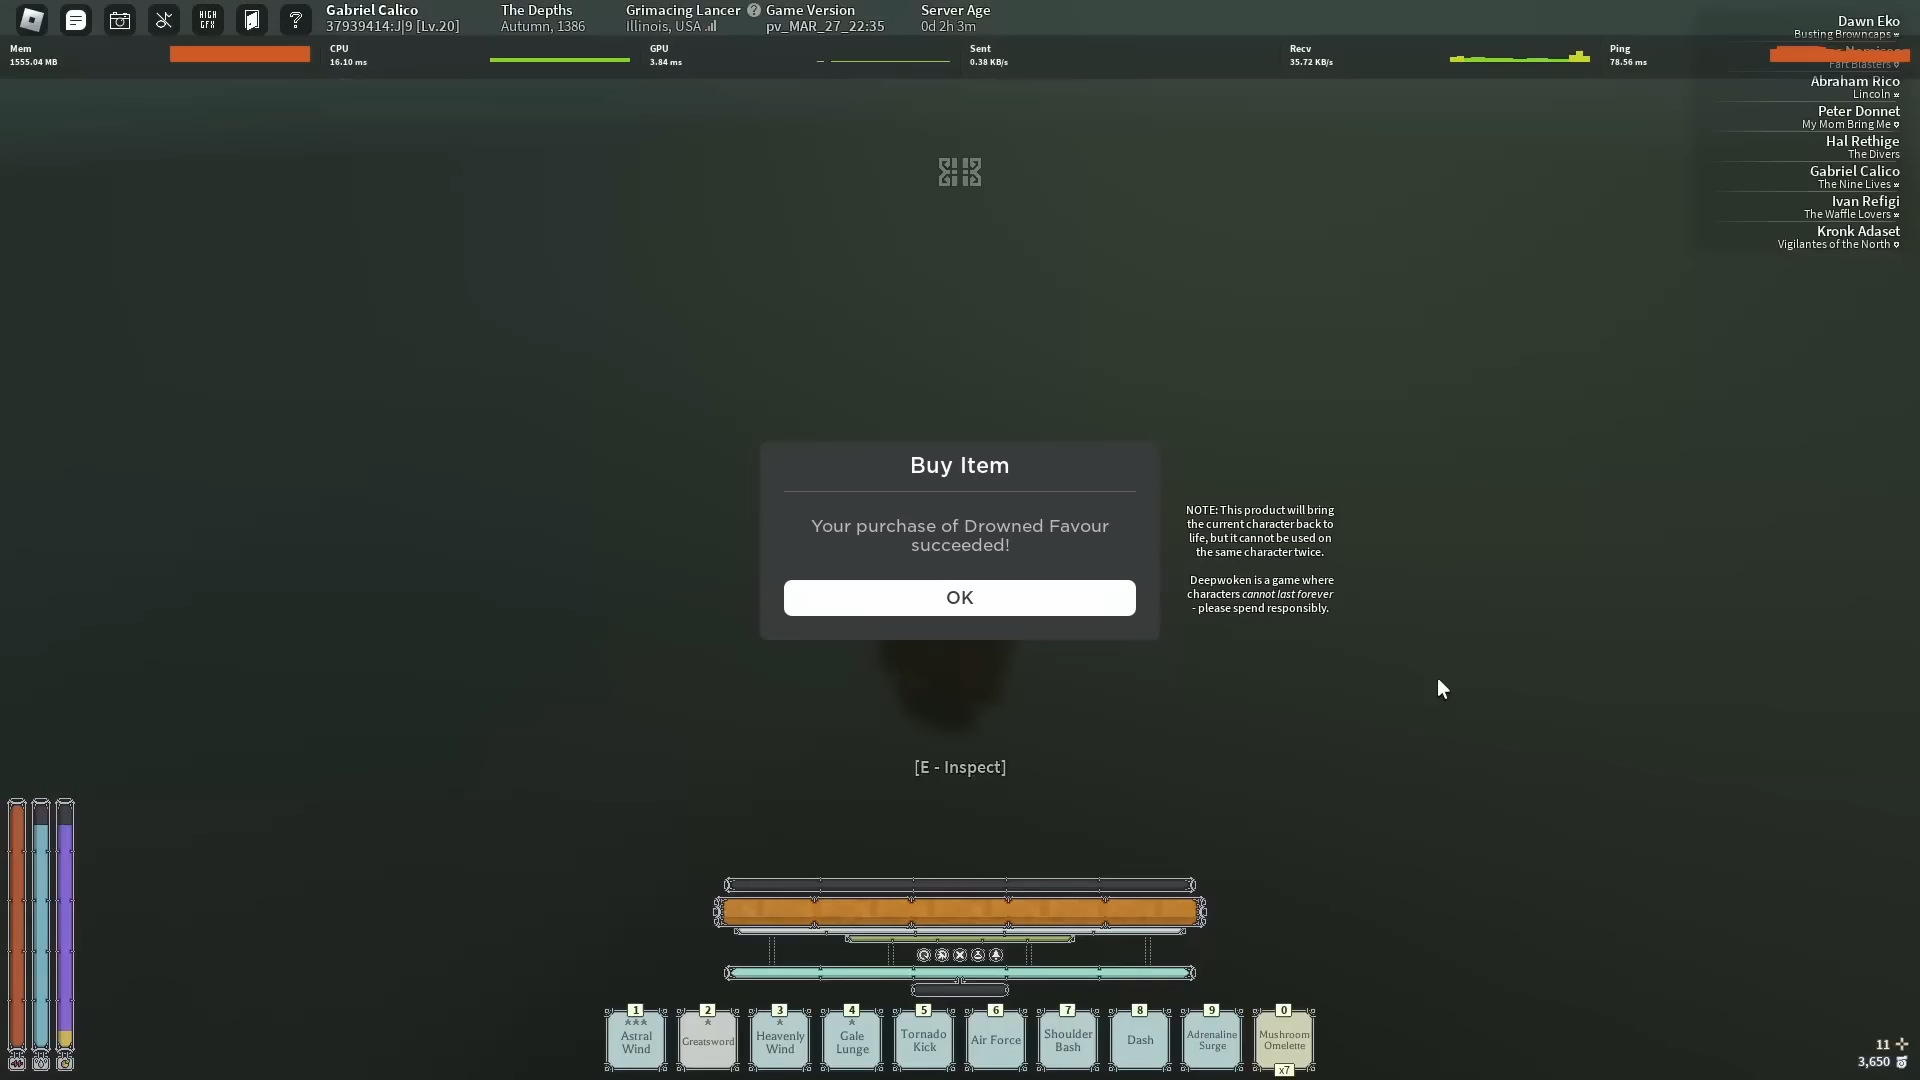 HIGH
GFX
?
Gabriel Calico
37939414:J|9 [Lv.20]
The Depths
Autumn, 1386
Grimacing Lancer ?
Illinois, USA
Game Version
pv_MAR_27_22:35
Server Age
0d 2h 3m
Mem
1555.04 MB
CPU
16.10 ms
GPU
3.84 ms
Sent
0.38 KB/s
Recv
35.72 KB/s
Ping
78.56 ms
Dawn Eko
Busting Browncaps
Fart Blasters
Abraham Rico
Lincoln
Peter Donnet
My Mom Bring Me
Hal Rethige
The Divers
Gabriel Calico
The Nine Lives
Ivan Refigi
The Waffle Lovers
Kronk Adaset
Vigilantes of the North
Buy Item
Your purchase of Drowned Favour
succeeded!
OK
NOTE: This product will bring
the current character back to
life, but it cannot be used on
the same character twice.
Deepwoken is a game where
characters cannot last forever
- please spend responsibly.
[E - Inspect]
1
Astral
Wind
2
Greatsword
3
Heavenly
Wind
4
Gale
Lunge
5
Tornado
Kick
6
Air Force
7
Shoulder
Bash
8
Dash
9
Adrenaline
Surge
0
Mushroom
Omelette
x7
11
3,650